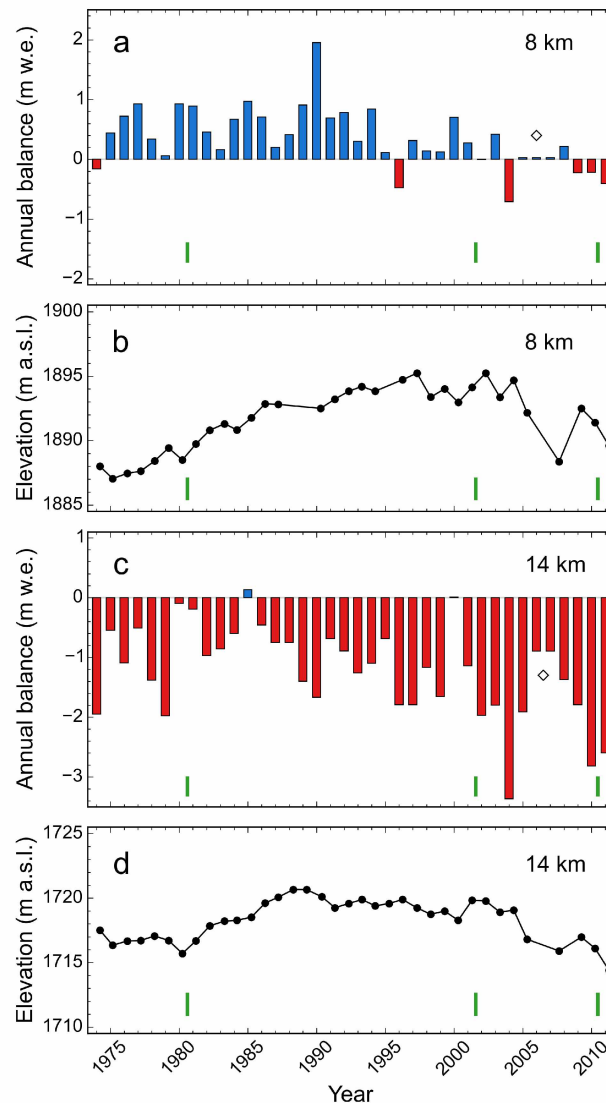 a
8 km
Annual balance (m w.e.)
2
1
0
−1
−2
b
8 km
Elevation (m a.s.l.)
1900
1895
1890
1885
c
14 km
Annual balance (m w.e.)
1
0
−1
−2
−3
d
14 km
Elevation (m a.s.l.)
1725
1720
1715
1710
1975 1980 1985 1990 1995 2000 2005 2010
Year